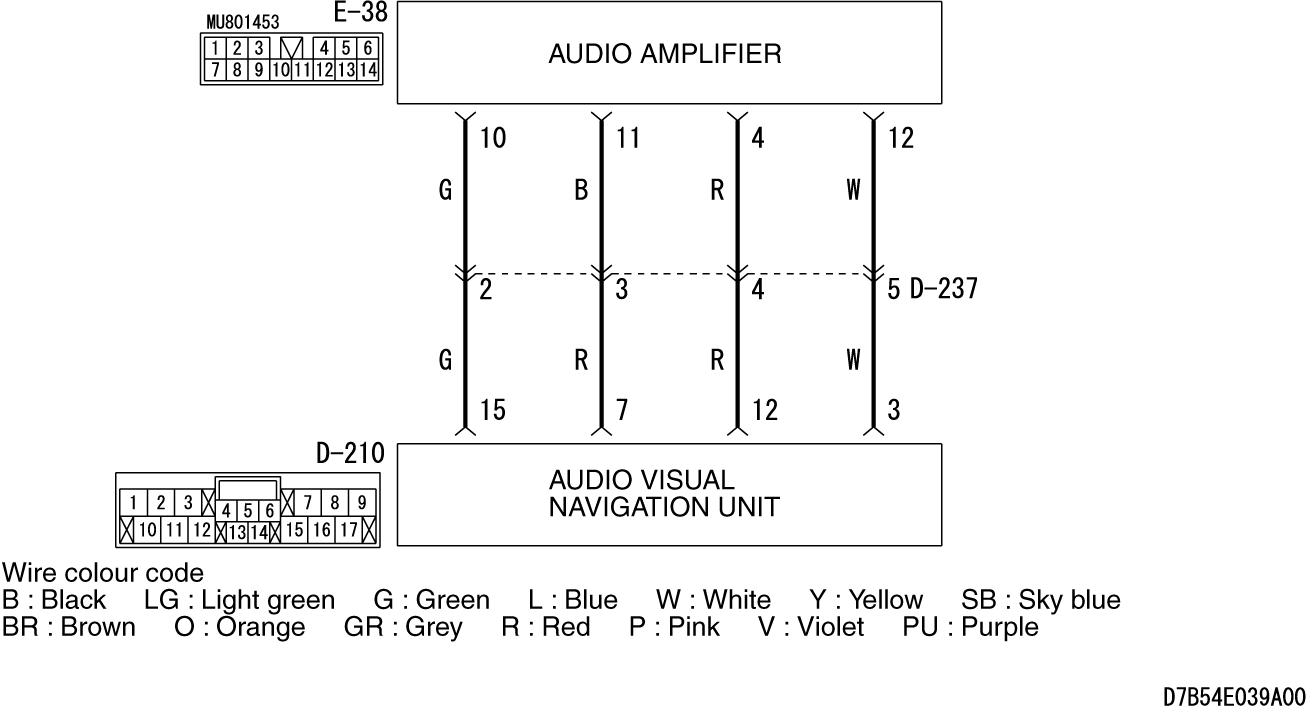 E-38
MU801453
1 2 3 4 5 6
7 8 9 10 11 12 13 14
AUDIO AMPLIFIER
10 11 4 12
G B R W
2 3 4 5 D-237
G R R W
15 7 12 3
D-210
1 2 3 7 8 9
4 5 6
10 11 12 13 14 15 16 17
AUDIO VISUAL
NAVIGATION UNIT
Wire colour code
B : Black LG : Light green G : Green L : Blue W : White Y : Yellow SB : Sky blue
BR : Brown O : Orange GR : Grey R : Red P : Pink V : Violet PU : Purple
D7B54E039A00